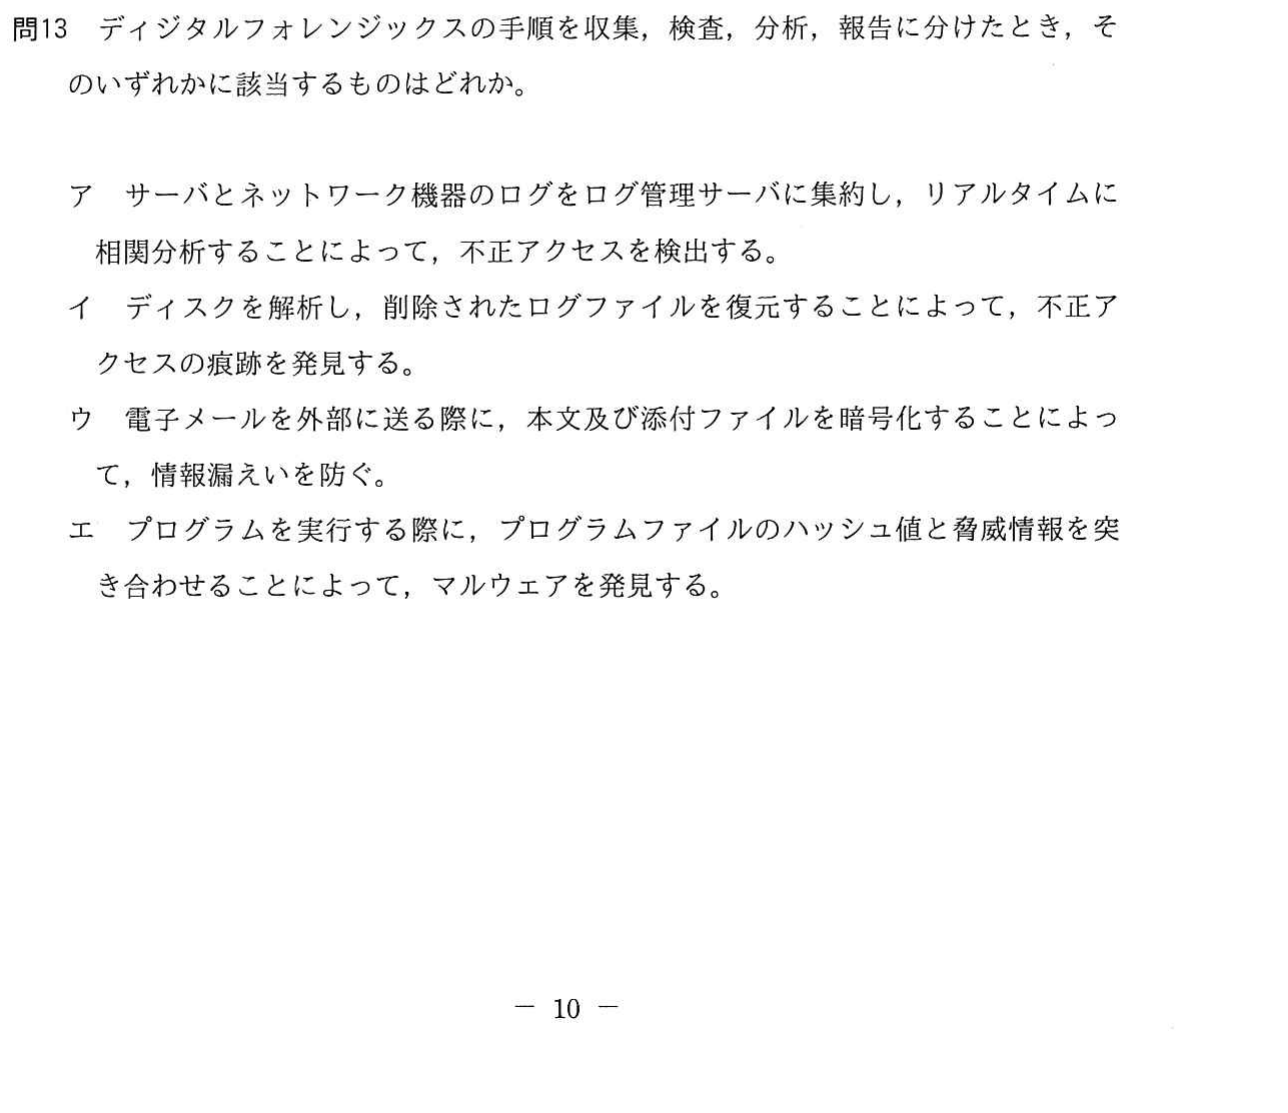 問13　ディジタルフォレンジックスの手順を収集，検査，分析，報告に分けたとき，そ
のいずれかに該当するものはどれか。
ア　サーバとネットワーク機器のログをログ管理サーバに集約し，リアルタイムに
相関分析することによって，不正アクセスを検出する。
イ　ディスクを解析し，削除されたログファイルを復元することによって，不正ア
クセスの痕跡を発見する。
ウ　電子メールを外部に送る際に，本文及び添付ファイルを暗号化することによっ
て，情報漏えいを防ぐ。
エ　プログラムを実行する際に，プログラムファイルのハッシュ値と脅威情報を突
き合わせることによって，マルウェアを発見する。
－ 10 －